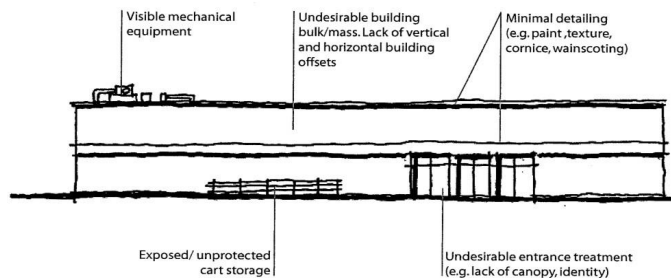 Visible mechanical
equipment
Undesirable building
bulk/mass. Lack of vertical
and horizontal building
offsets
Minimal detailing
(e.g. paint ,texture,
cornice, wainscoting)
Exposed/ unprotected
cart storage
Undesirable entrance treatment
(e.g. lack of canopy, identity)